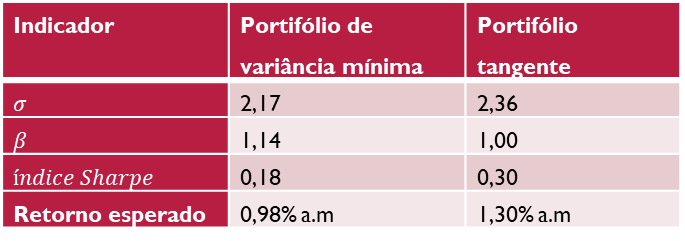 Indicador Portifólio de variância mínima Portifólio tangente
σ 2,17 2,36
β 1,14 1,00
índice Sharpe 0,18 0,30
Retorno esperado 0,98% a.m 1,30% a.m